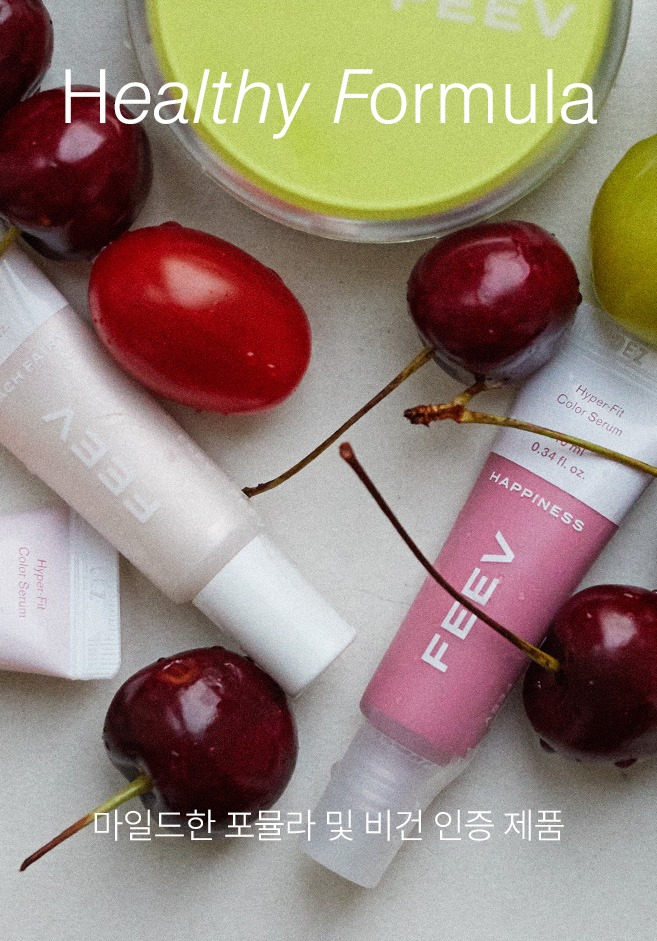 FEEV
Healthy Formula
FEEV
Hyper-Fit
Color Serum
EZ
Hyper-Fit
Color Serum
0.34 fl. oz.
HAPPINESS
FEEV
마일드한 포뮬라 및 비건 인증 제품